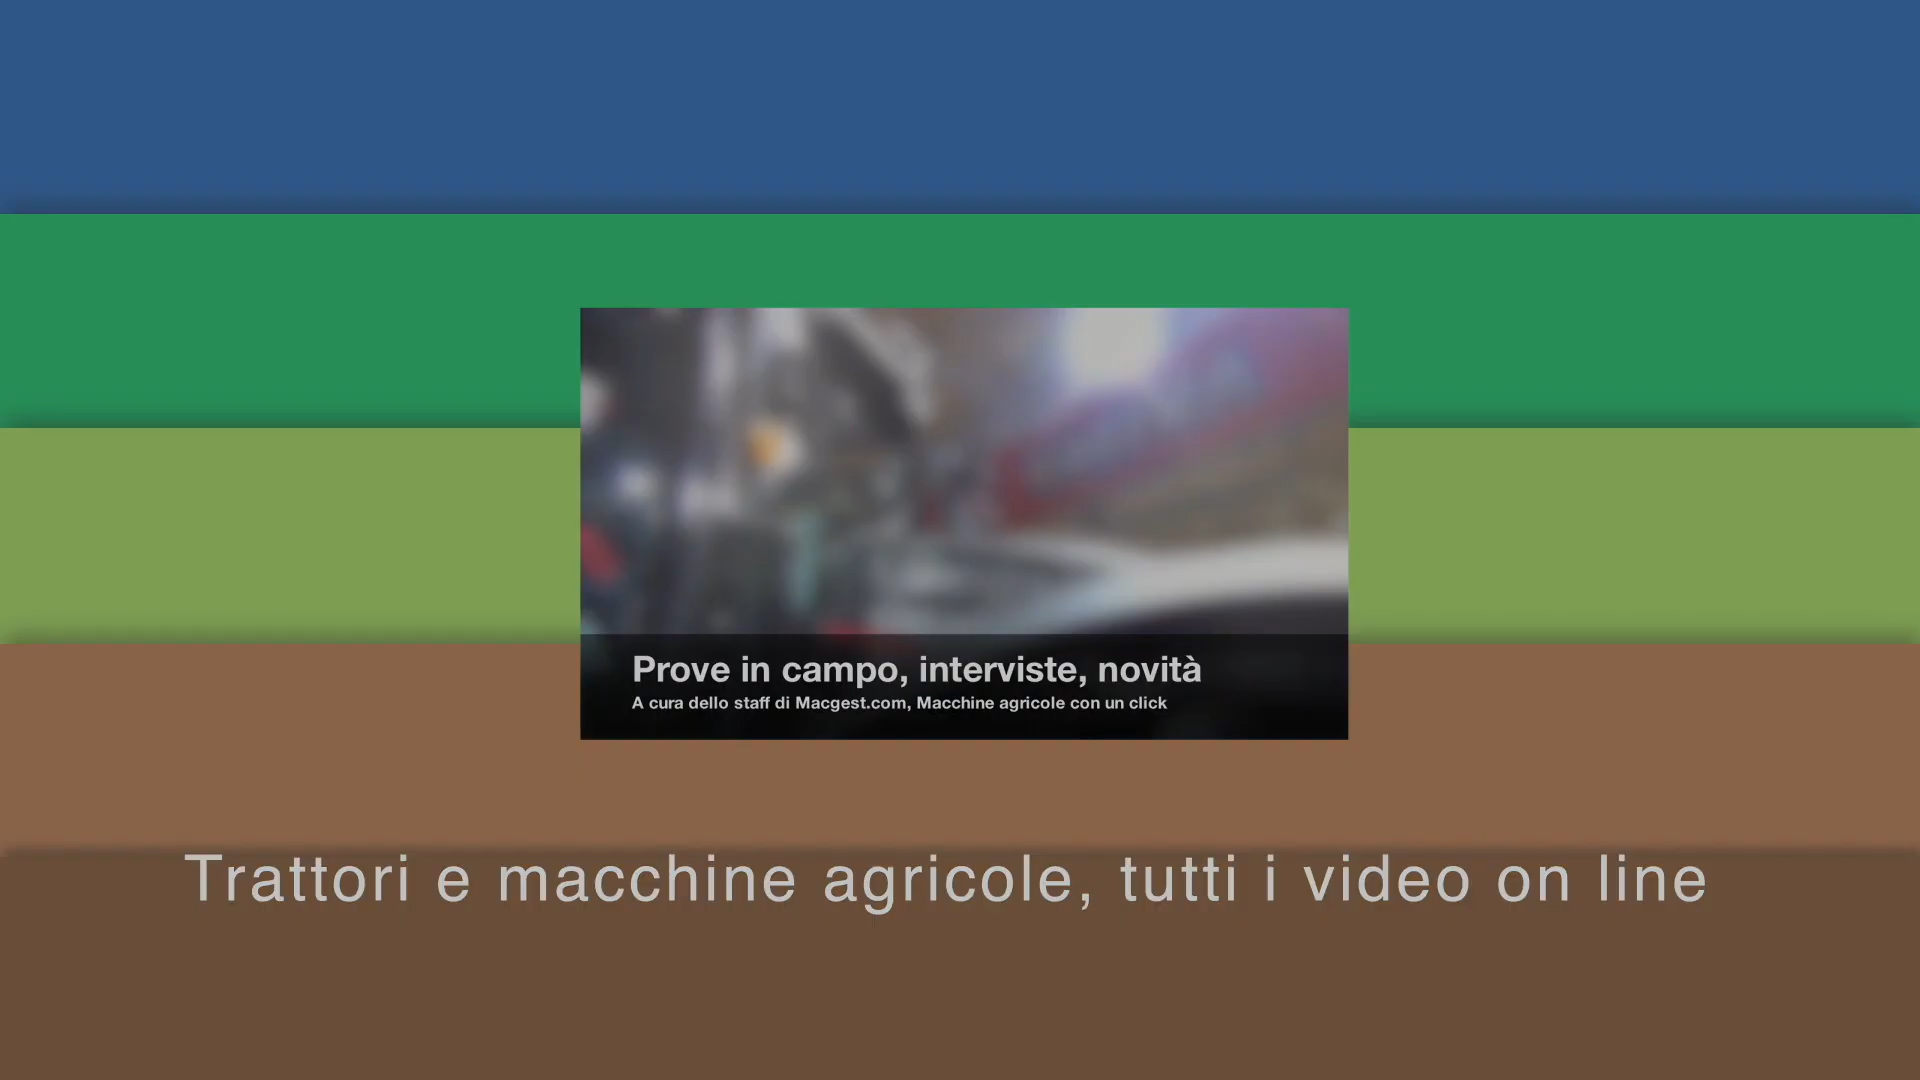 Prove in campo, interviste, novità
A cura dello staff di Macgest.com, Macchine agricole con un click
Trattori e macchine agricole, tutti i video on line